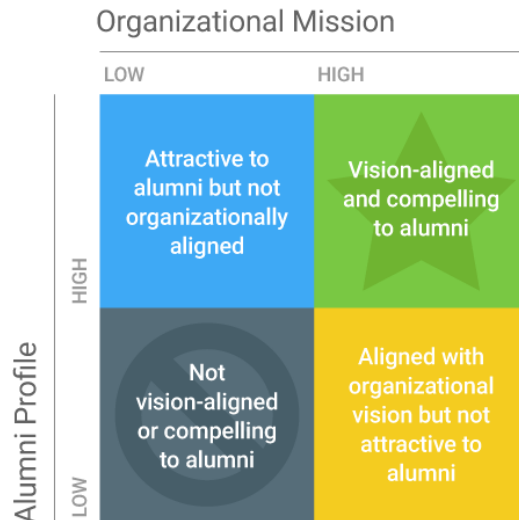 Organizational Mission
LOW
HIGH
Attractive to
alumni but not
organizationally
aligned
Vision-aligned
and compelling
to alumni
HIGH
Alumni Profile
Not
vision-aligned
or compelling
to alumni
Aligned with
organizational
vision but not
attractive to
alumni
LOW